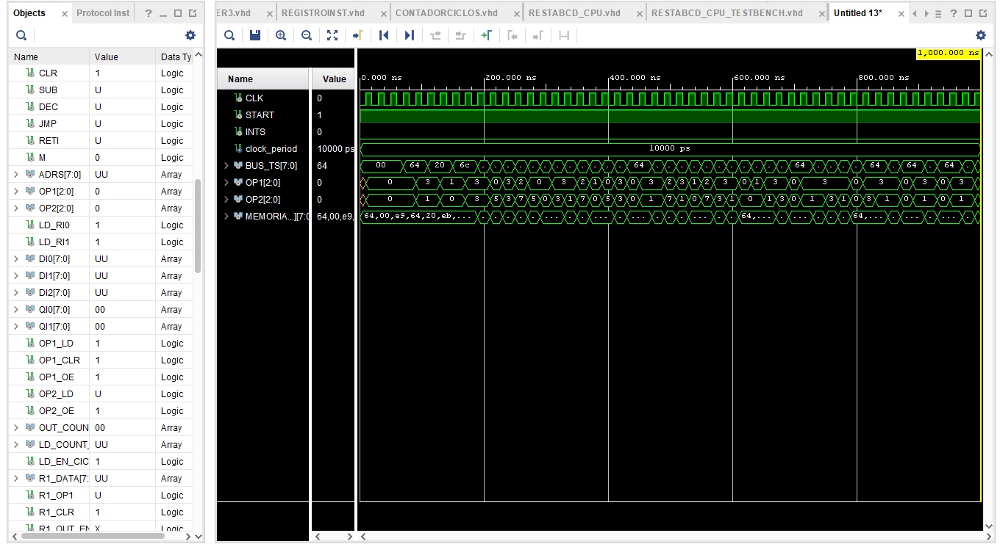 Objects
Protocol Inst
Name Value Data Ty
CLR 1 Logic
SUB U Logic
DEC U Logic
JMP U Logic
RETI U Logic
M 0 Logic
ADRS[7:0] UU Array
OP1[2:0] 0 Array
OP2[2:0] 0 Array
LD_RI0 1 Logic
LD_RI1 1 Logic
DI0[7:0] UU Array
DI1[7:0] UU Array
DI2[7:0] UU Array
QI0[7:0] 00 Array
QI1[7:0] 00 Array
OP1_LD 1 Logic
OP1_CLR 1 Logic
OP1_OE 1 Logic
OP2_LD U Logic
OP2_OE 1 Logic
OUT_COUN 00 Array
LD_COUNT_ UU Array
LD_EN_CIC 1 Logic
R1_DATA[7: UU Array
R1_OP1 U Logic
R1_CLR 1 Logic
R1_OUT_EN X Logic
ER3.vhd REGISTROINST.vhd CONTADORCICLOS.vhd RESTABCD_CPU.vhd RESTABCD_CPU_TESTBENCH.vhd Untitled 13*
1,000.000 ns
Name Value
0.000 ns 200.000 ns 400.000 ns 600.000 ns 800.000 ns
CLK 0
START 1
INTS 0
clock_period 10000 ps 10000 ps
BUS_TS[7:0] 64 00 64 20 6c . . . . . . . . . . . 64 . . . . . . . . . . . 64 . . . . 64 . 64 . 64 .
OP1[2:0] 0 0 3 1 3 0 3 2 0 3 2 1 0 3 0 3 2 3 1 2 3 0 1 3 0 3 0 3 0 3 0 3
OP2[2:0] 0 0 1 0 3 5 3 7 5 0 3 1 7 0 5 3 0 1 7 1 0 7 3 1 0 1 3 0 1 3 1 0 3 1 0 1 0 1
MEMORIA...][7:0 64,00,e9, 64,00,e9,64,20,eb,... 64,... 64,...